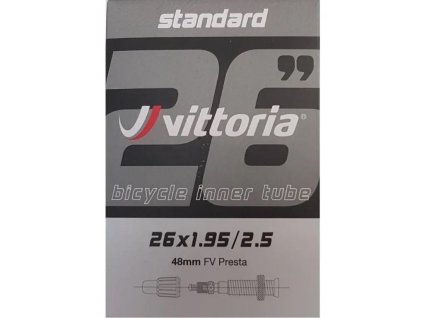 standard
26”
vittoria®
bicycle inner tube
26x1.95/2.5
48mm FV Presta